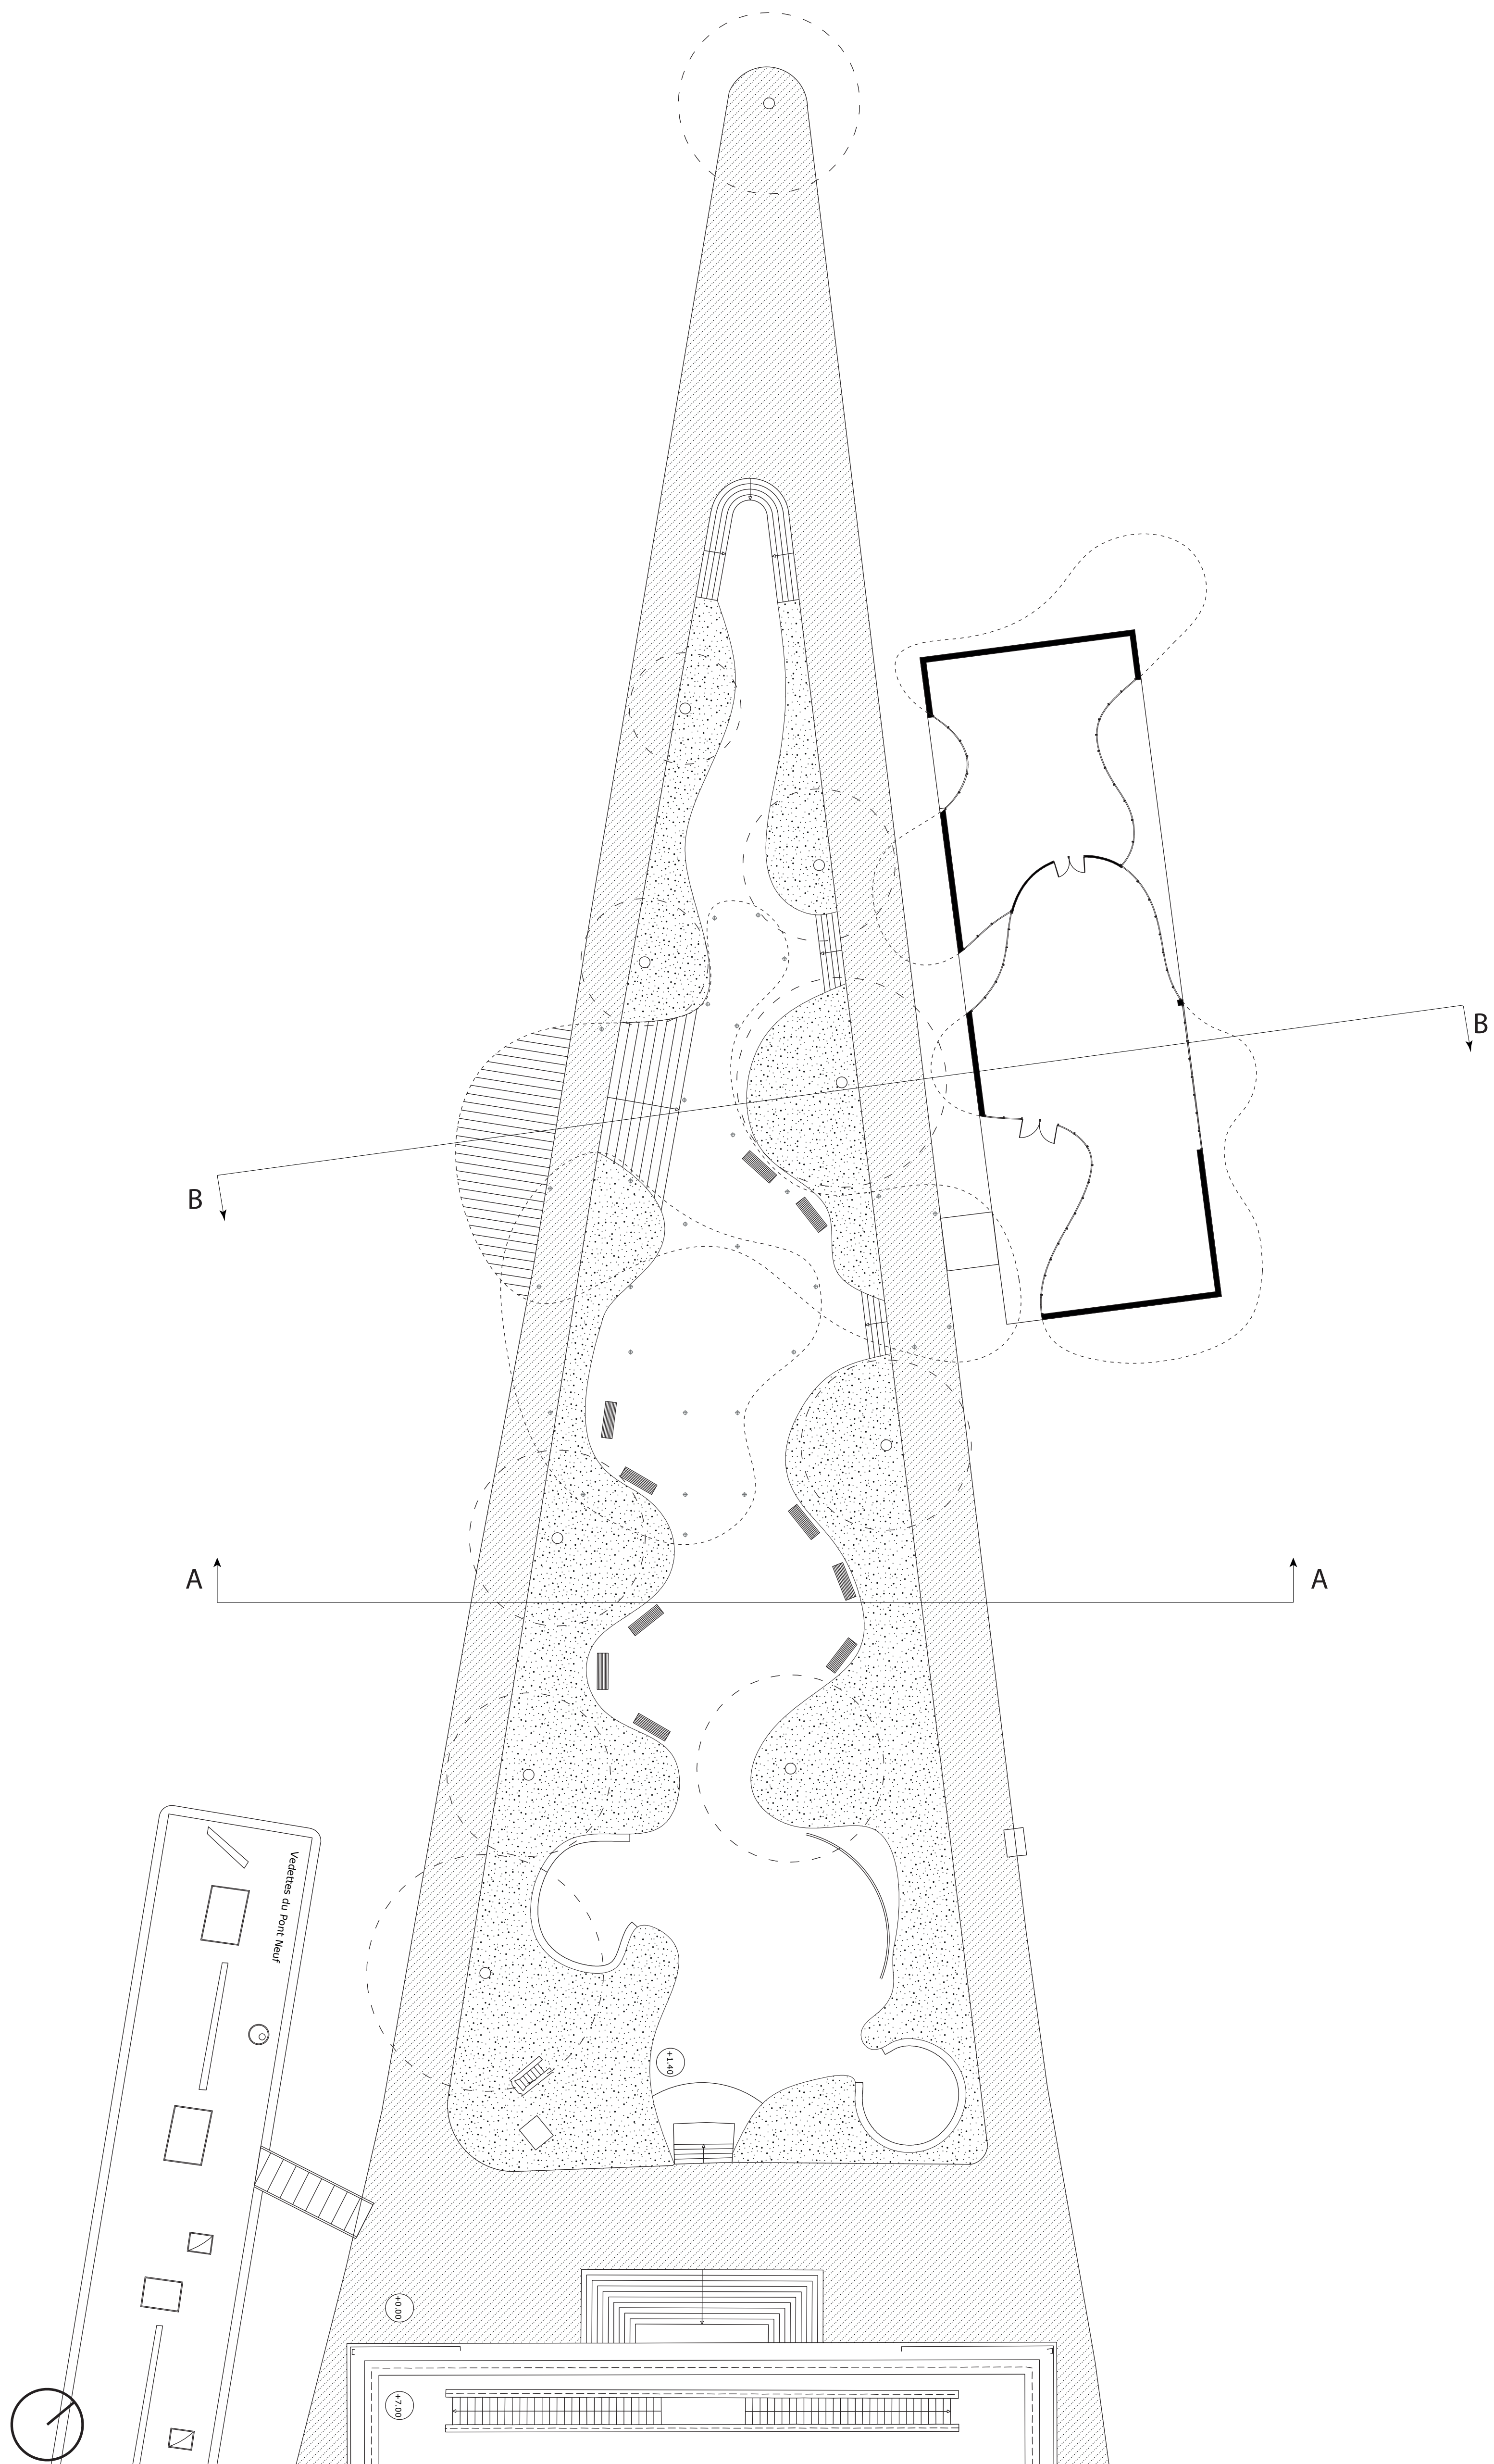 B
B
A
A
Vedettes du Pont Neuf
+1.40
+0.00
+7.00